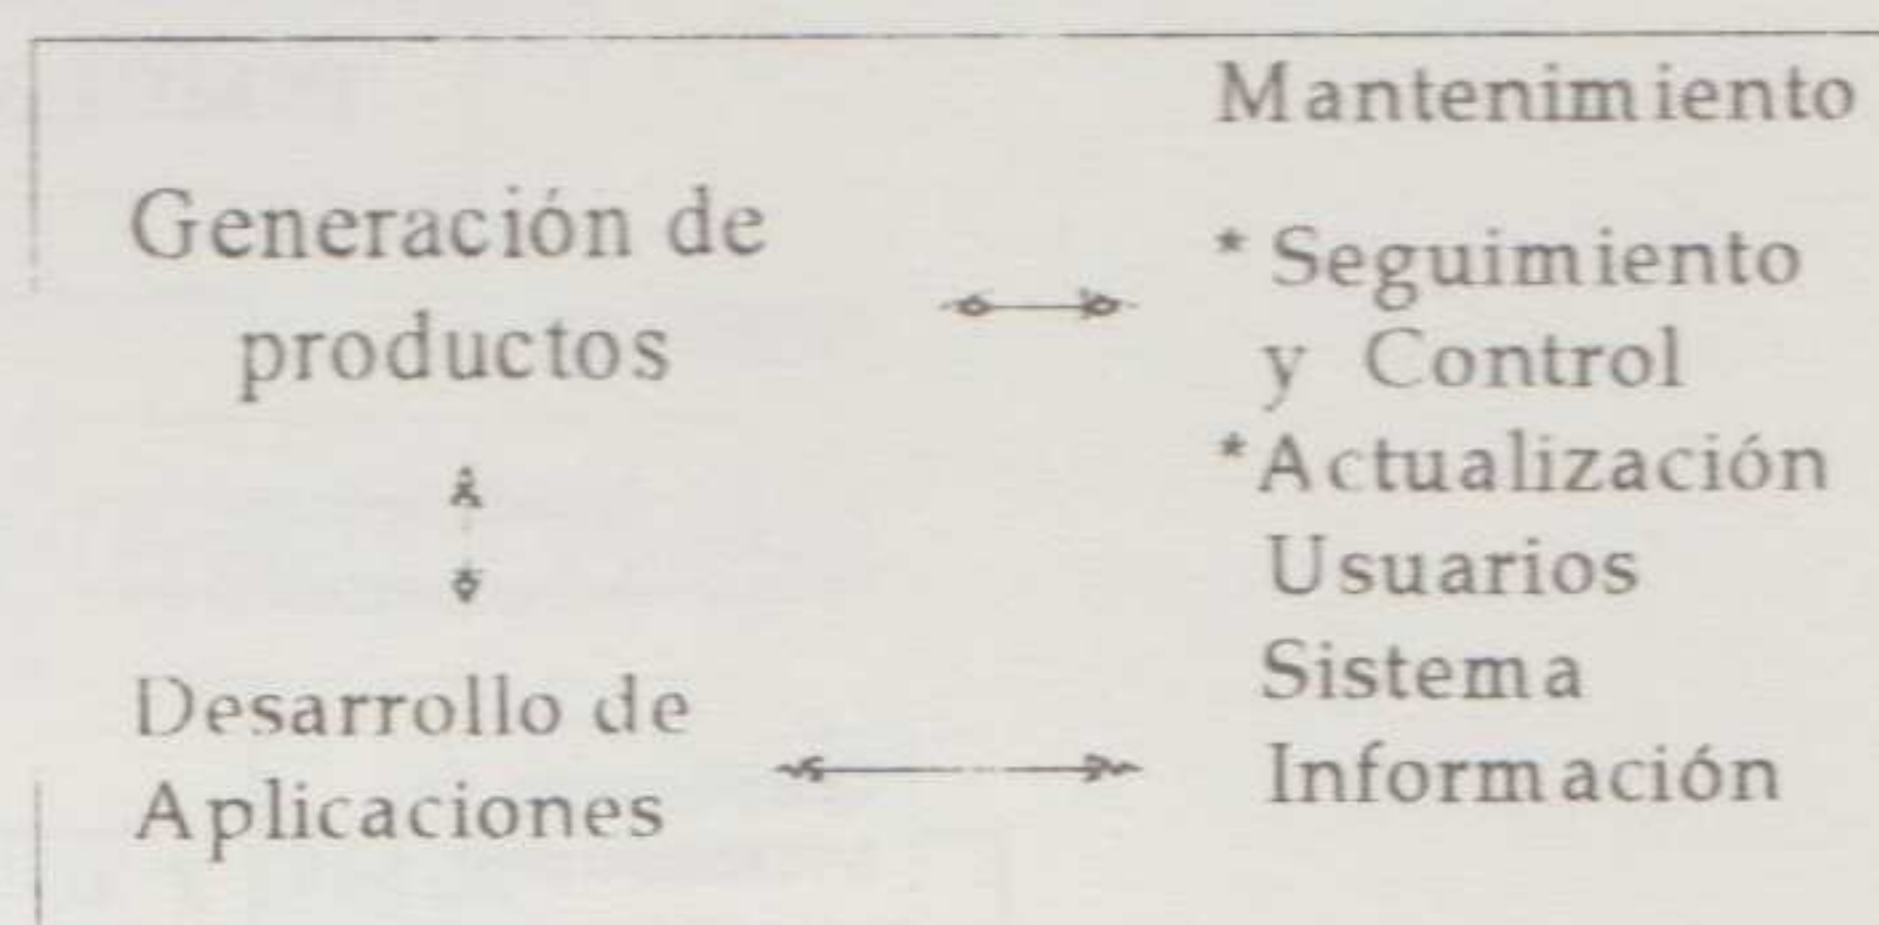 Generación de
productos
Desarrollo de
Aplicaciones
Mantenimiento
* Seguimiento
y Control
*Actualización
Usuarios
Sistema
Información